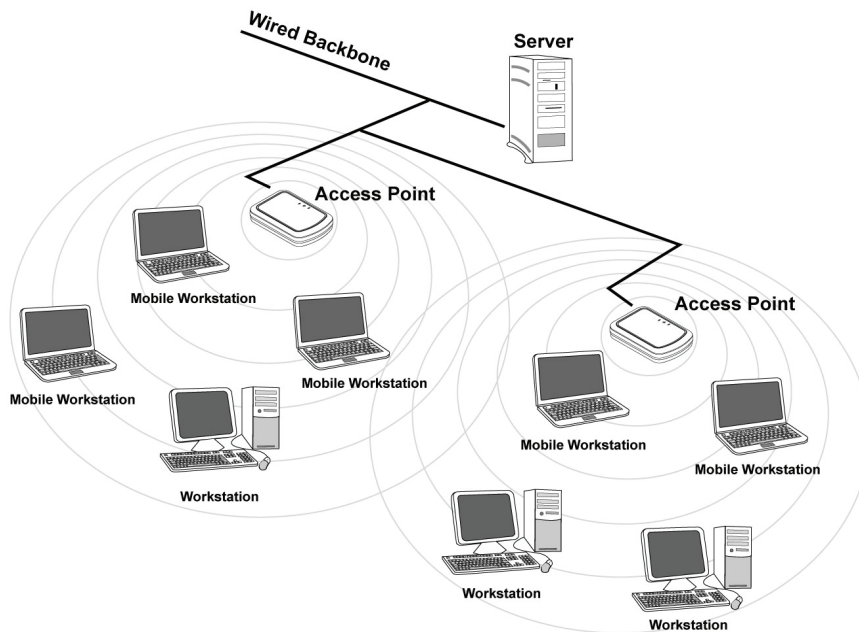 Wired Backbone
Server
Access Point
Mobile Workstation
Access Point
Mobile Workstation
Mobile Workstation
Mobile Workstation
Mobile Workstation
Workstation
Workstation
Workstation